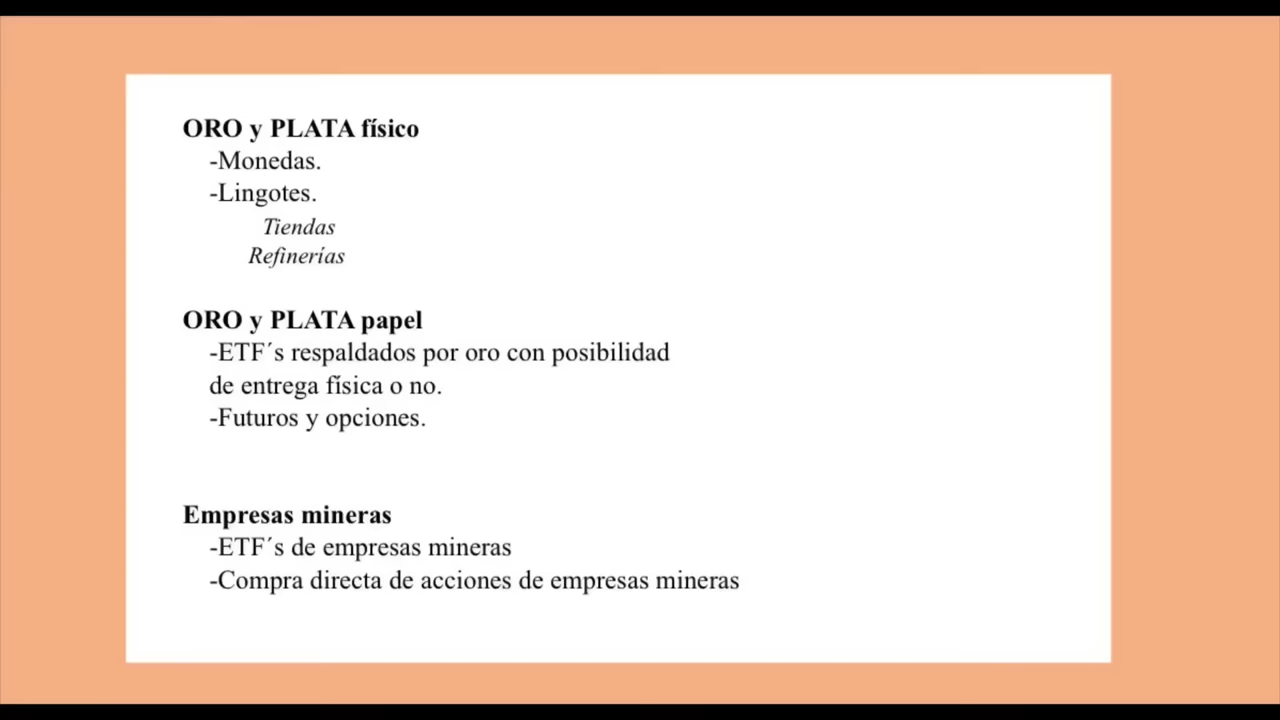 ORO y PLATA físico
-Monedas.
-Lingotes.
Tiendas
Refinerías
ORO y PLATA papel
-ETF´s respaldados por oro con posibilidad
de entrega física o no.
-Futuros y opciones.
Empresas mineras
-ETF´s de empresas mineras
-Compra directa de acciones de empresas mineras